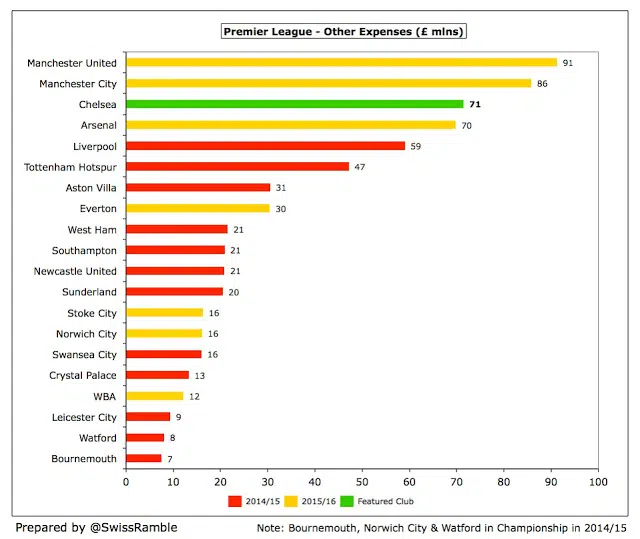 Premier League - Other Expenses (£ mlns)
Manchester United 91
Manchester City 86
Chelsea 71
Arsenal 70
Liverpool 59
Tottenham Hotspur 47
Aston Villa 31
Everton 30
West Ham 21
Southampton 21
Newcastle United 21
Sunderland 20
Stoke City 16
Norwich City 16
Swansea City 16
Crystal Palace 13
WBA 12
Leicester City 9
Watford 8
Bournemouth 7
0 10 20 30 40 50 60 70 80 90 100
2014/15 2015/16 Featured Club
Prepared by @SwissRamble Note: Bournemouth, Norwich City & Watford in Championship in 2014/15